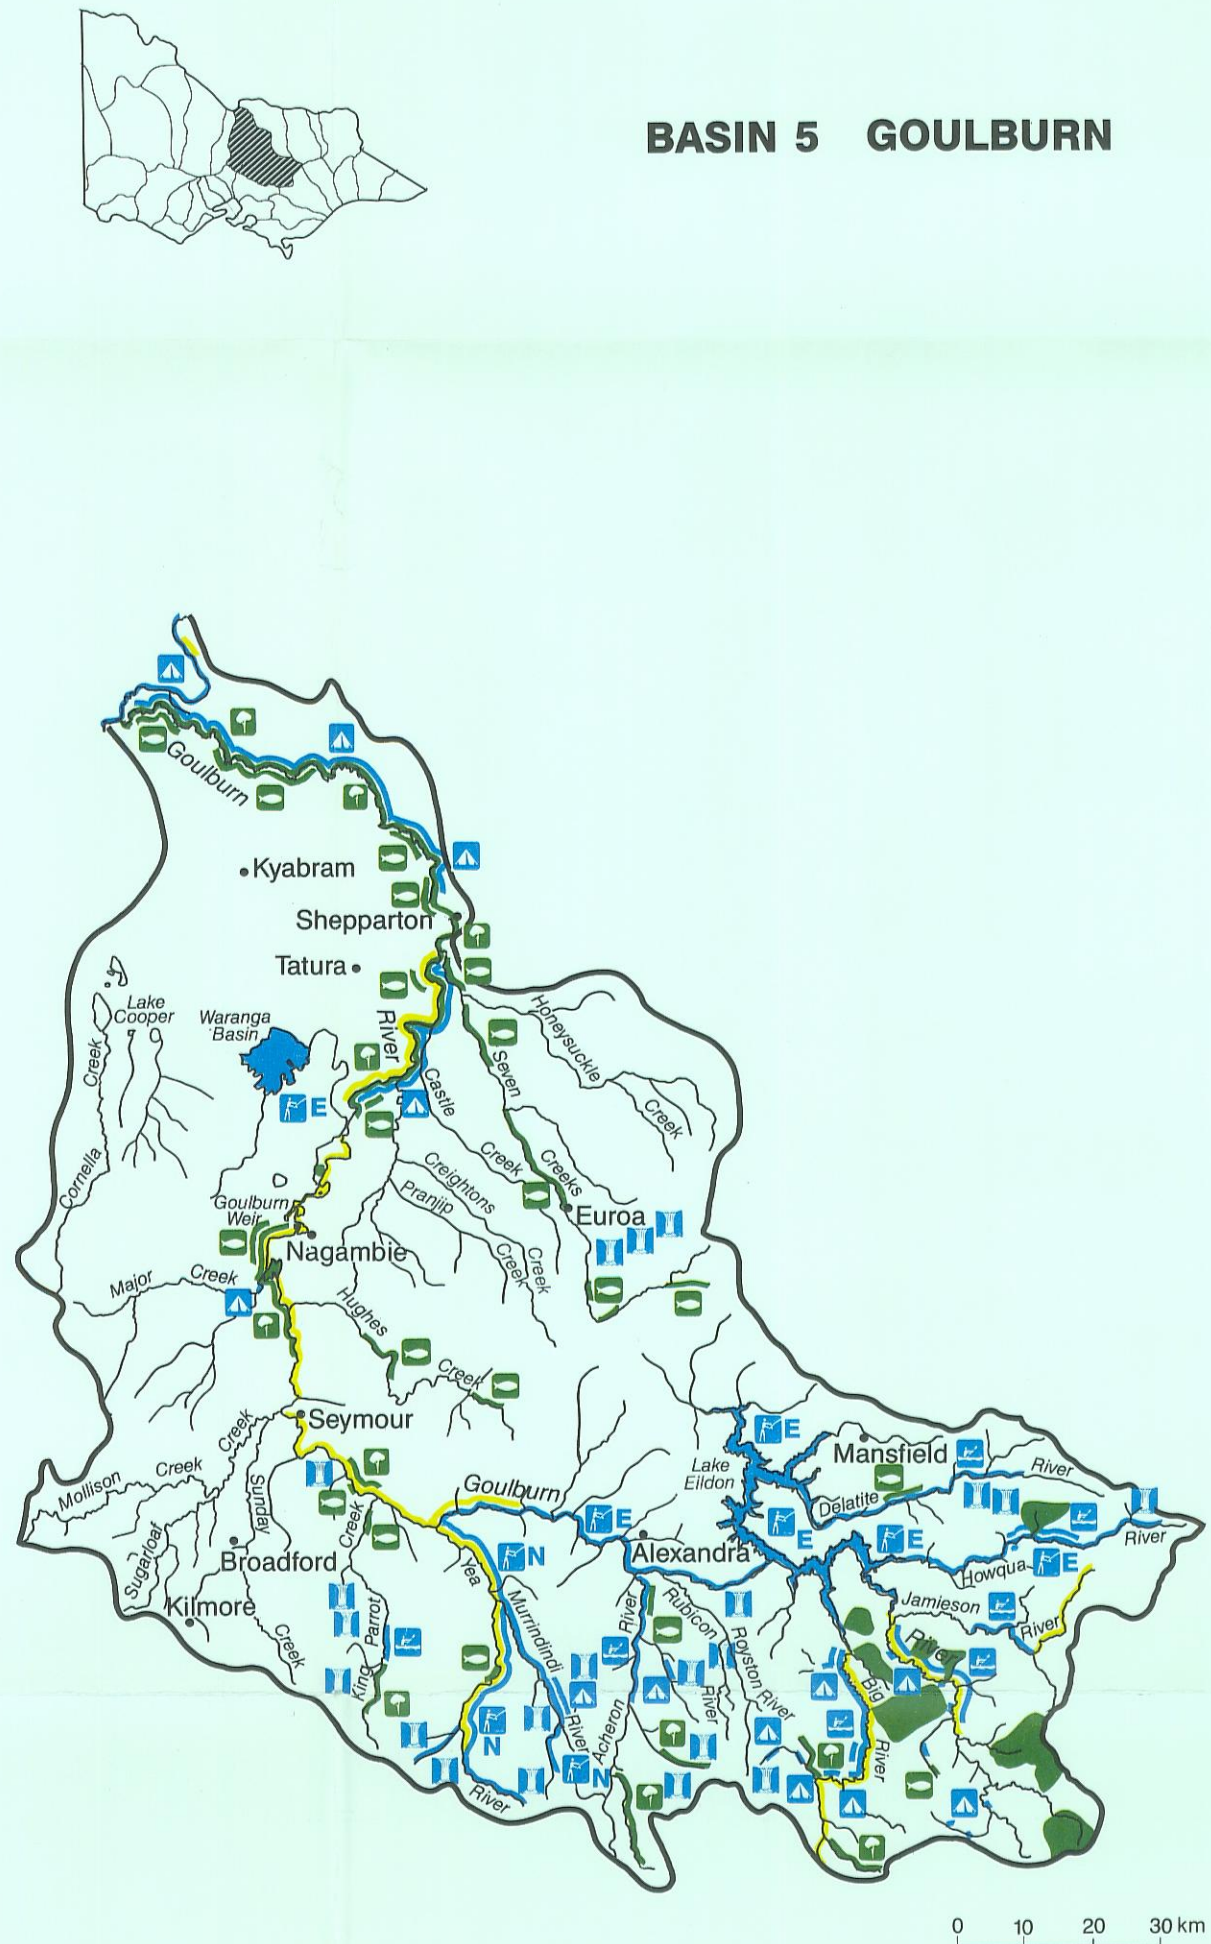 BASIN 5 GOULBURN
Goulburn
Kyabram
Shepparton
Tatura
River
Lake
Cooper
Waranga
Basin
Creek
Cornella
E
Honeysuckle
Creek
Seven
Creeks
Castle
Creek
Creightons
Creek
Pranjip
Creek
Euroa
Goulburn
Weir
Nagambie
Major Creek
Hughes
Creek
Seymour
Mollison Creek
Creek
Sunday
Creek
Sugarloaf
Broadford
Kilmore
Goulburn
E
Lake
Eildon
E
Mansfield
River
Delatite
E
E
E
River
Howqua
E
Alexandra
N
Yea
River
Murrindindi
River
Creek
Parrot
King
River
Acheron
Rubicon
River
Royston River
Jamieson
River
River
Big
River
N
N
0 10 20 30 km